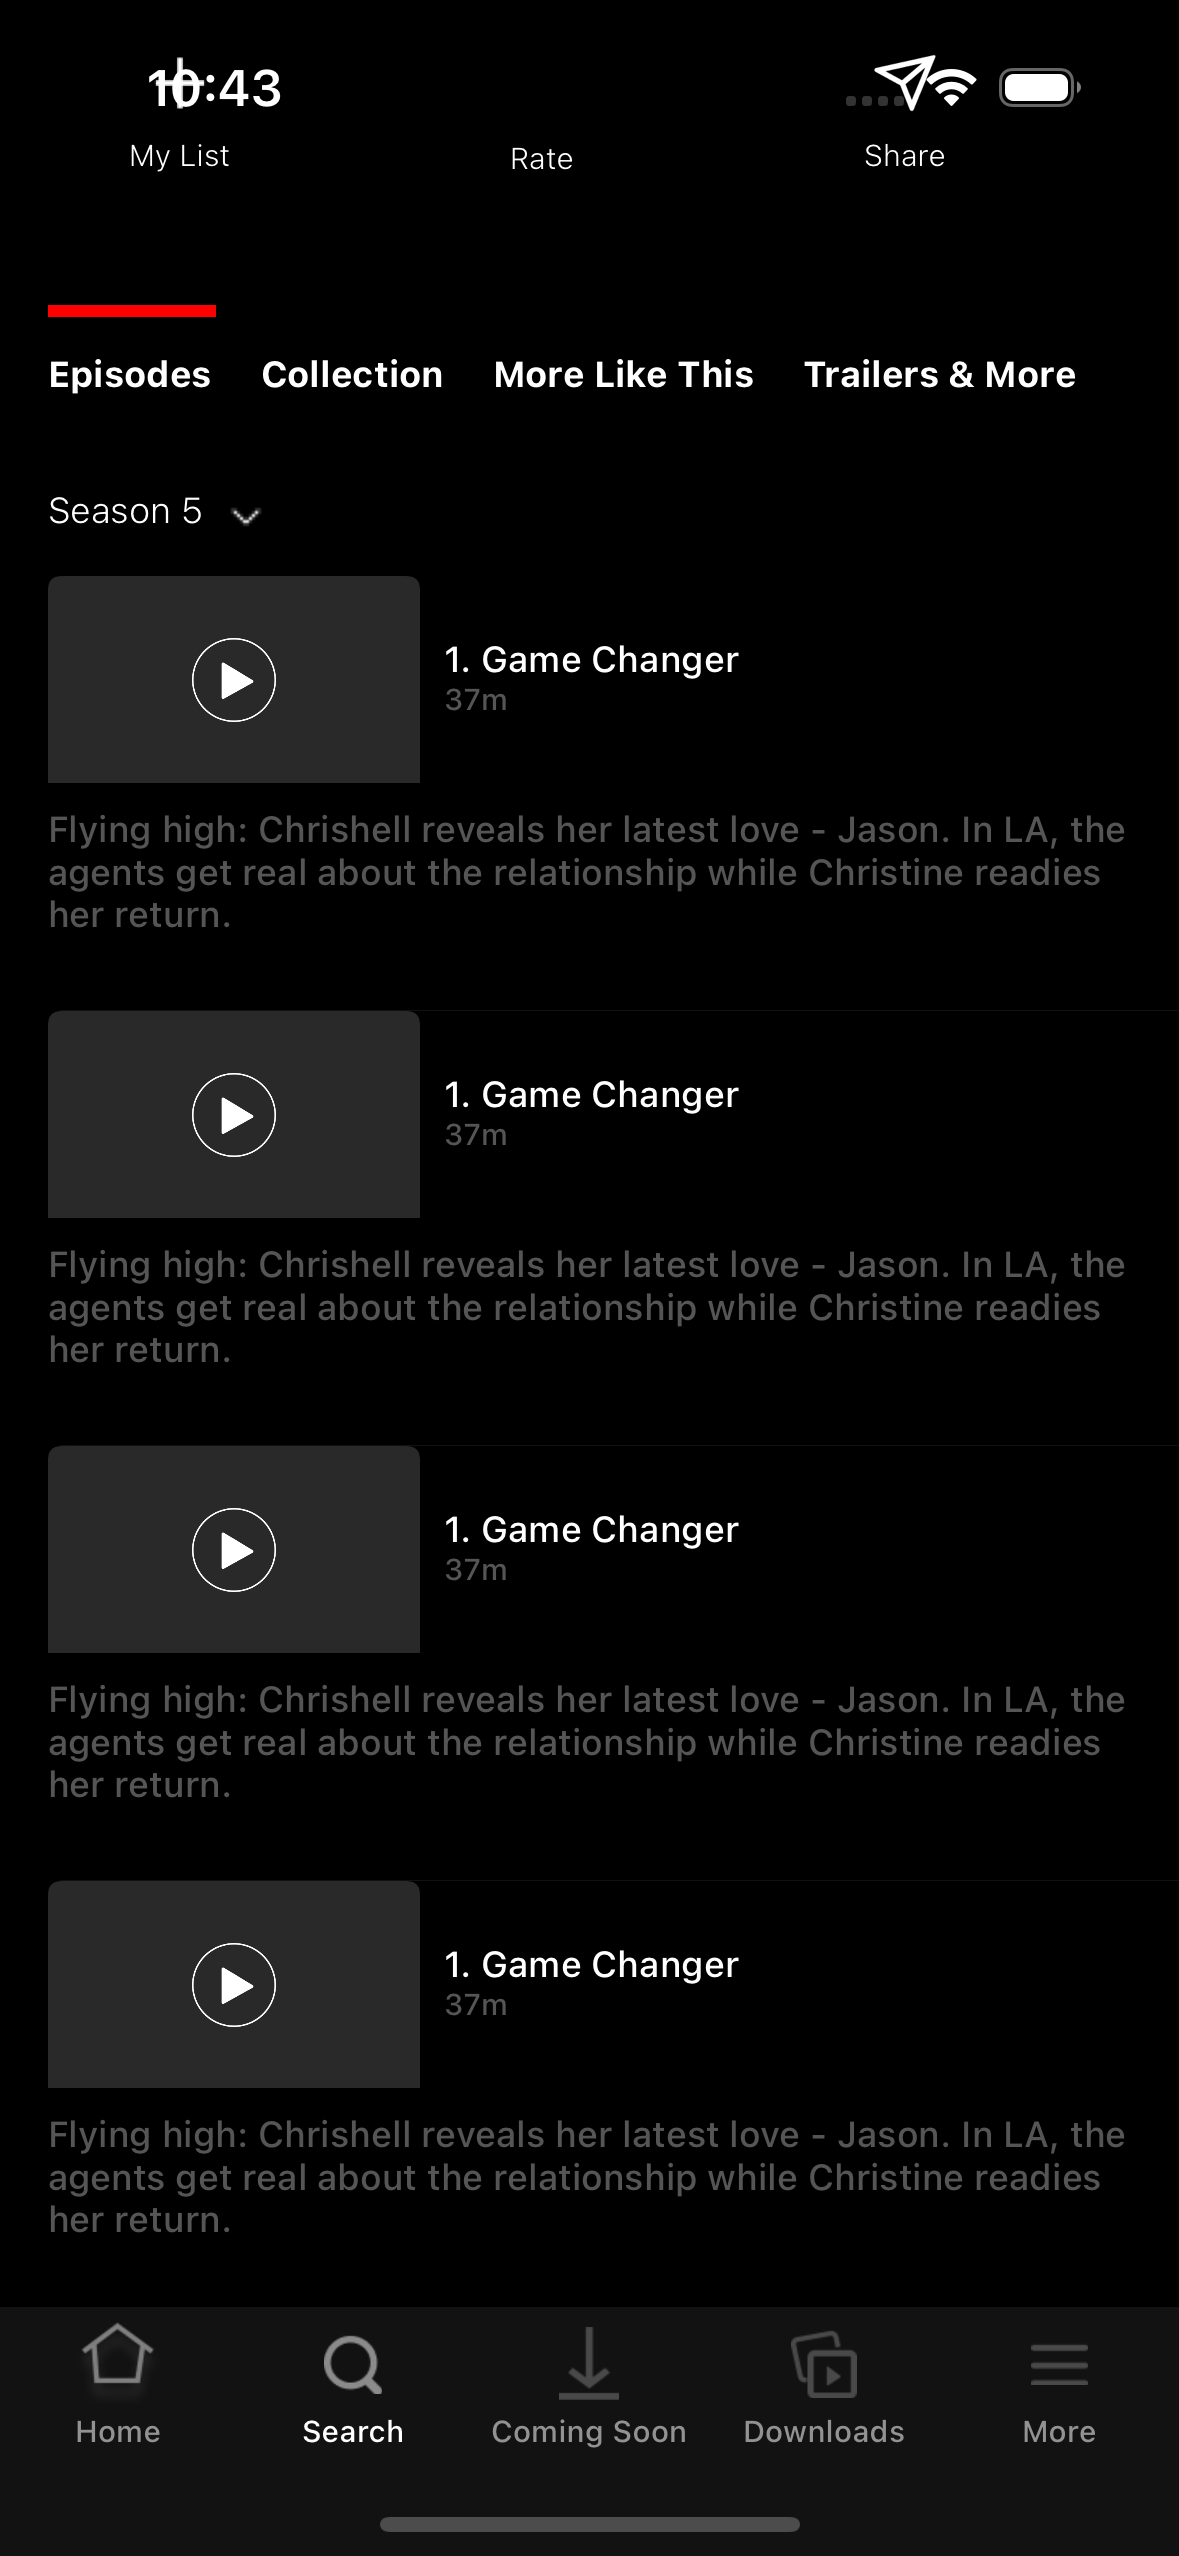 10:43
My List
Rate
Share
Episodes
Collection
More Like This
Trailers & More
Season 5
1. Game Changer
37m
Flying high: Chrishell reveals her latest love - Jason. In LA, the
agents get real about the relationship while Christine readies
her return.
1. Game Changer
37m
Flying high: Chrishell reveals her latest love - Jason. In LA, the
agents get real about the relationship while Christine readies
her return.
1. Game Changer
37m
Flying high: Chrishell reveals her latest love - Jason. In LA, the
agents get real about the relationship while Christine readies
her return.
1. Game Changer
37m
Flying high: Chrishell reveals her latest love - Jason. In LA, the
agents get real about the relationship while Christine readies
her return.
Home
Search
Coming Soon
Downloads
More